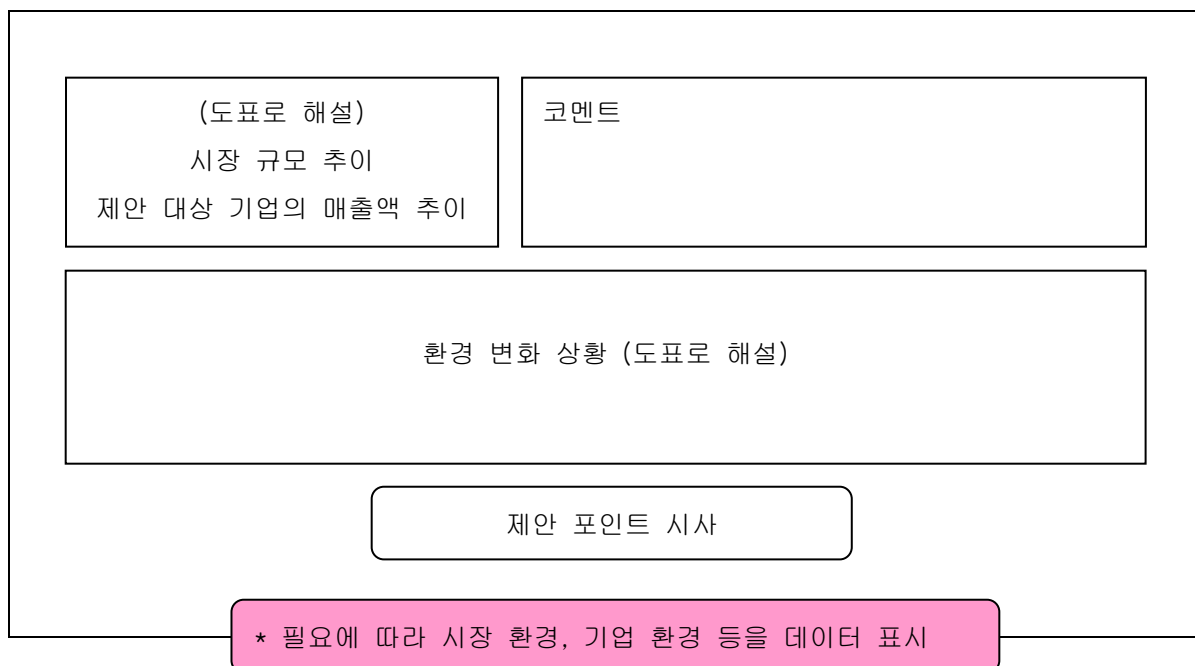 (도표로 해설)
시장 규모 추이
제안 대상 기업의 매출액 추이
코멘트
환경 변화 상황 (도표로 해설)
제안 포인트 시사
* 필요에 따라 시장 환경, 기업 환경 등을 데이터 표시